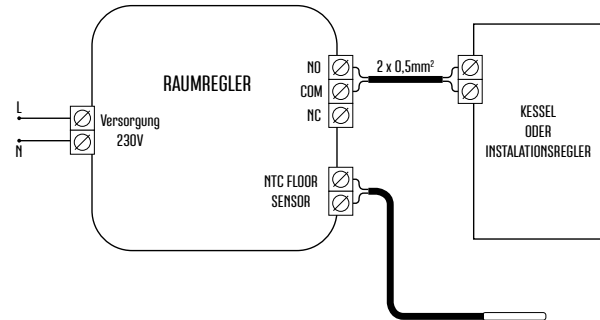 L
N
Versorgung
230V
RAUMREGLER
NO
COM
NC
NTC FLOOR
SENSOR
2 x 0,5mm²
KESSEL
ODER
INSTALATIONSREGLER